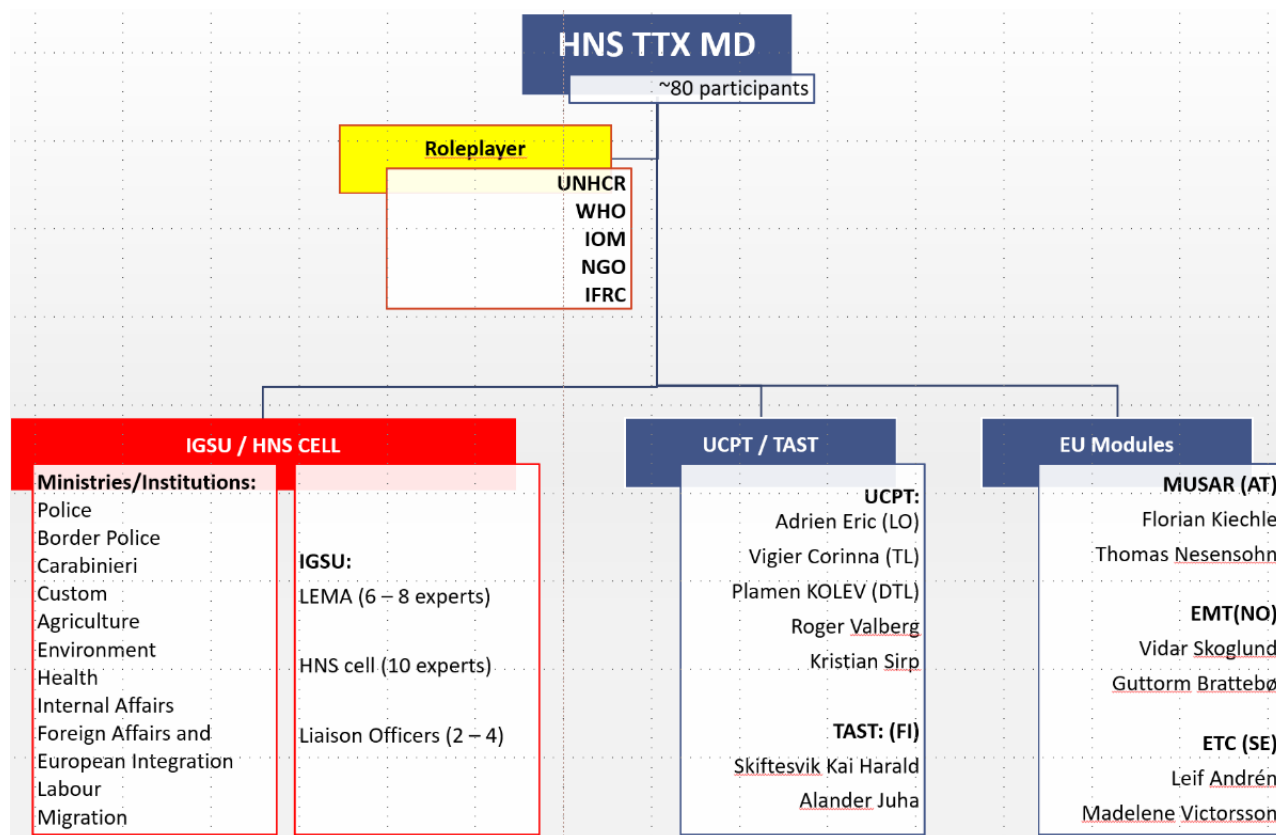 HNS TTX MD
~80 participants
Roleplayer
UNHCR
WHO
IOM
NGO
IFRC
IGSU / HNS CELL
Ministries/Institutions:
Police
Border Police
Carabinieri
Custom
Agriculture
Environment
Health
Internal Affairs
Foreign Affairs and
European Integration
Labour
Migration
IGSU:
LEMA (6 – 8 experts)
HNS cell (10 experts)
Liaison Officers (2 – 4)
UCPT / TAST
UCPT:
Adrien Eric (LO)
Vigier Corinna (TL)
Plamen KOLEV (DTL)
Roger Valberg
Kristian Sirp
TAST: (FI)
Skiftesvik Kai Harald
Alander Juha
EU Modules
MUSAR (AT)
Florian Kiechle
Thomas Nesensohn
EMT(NO)
Vidar Skoglund
Guttorm Brattebø
ETC (SE)
Leif Andrén
Madelene Victorsson